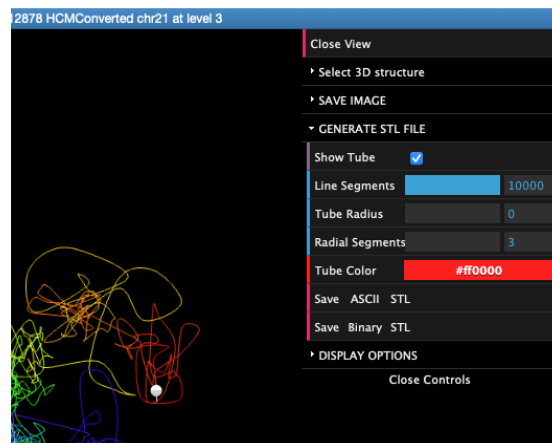 12878 HCMConverted chr21 at level 3
Close View
Select 3D structure
SAVE IMAGE
GENERATE STL FILE
Show Tube
Line Segments 10000
Tube Radius 0
Radial Segments 3
Tube Color #ff0000
Save ASCII STL
Save Binary STL
DISPLAY OPTIONS
Close Controls